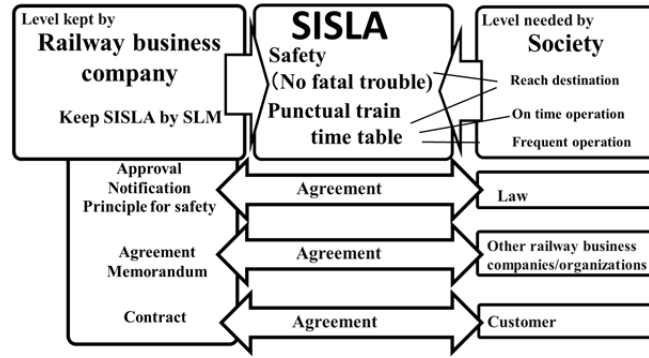 Level kept by
Railway business
company
Keep SISLA by SLM
SISLA
Safety
(No fatal trouble)
Punctual train
time table
Level needed by
Society
Reach destination
On time operation
Frequent operation
Approval
Notification
Principle for safety
Agreement
Law
Agreement
Memorandum
Agreement
Other railway business
companies/organizations
Contract
Agreement
Customer